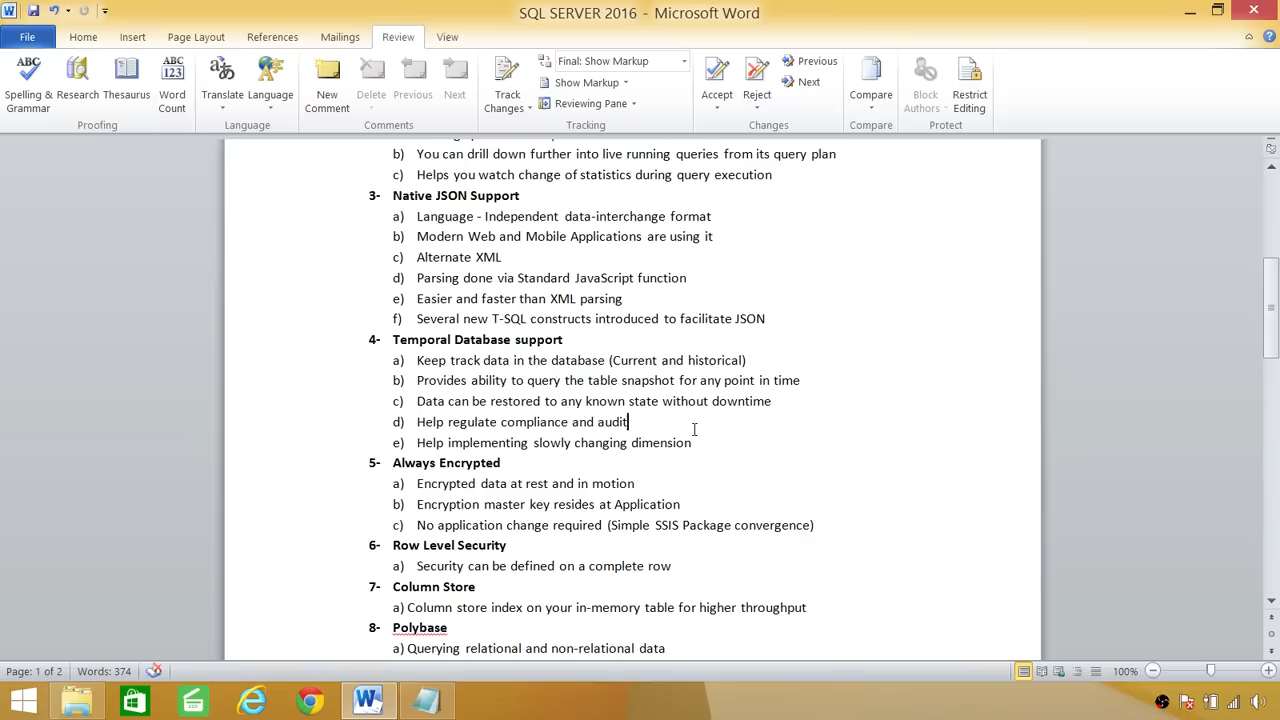 SQL SERVER 2016 - Microsoft Word
File Home Insert Page Layout References Mailings Review View
Spelling & Grammar
Research
Thesaurus
Word Count
Proofing
Translate
Language
Language
New Comment
Delete
Previous
Next
Comments
Track Changes
Final: Show Markup
Show Markup
Reviewing Pane
Tracking
Accept
Reject
Previous
Next
Changes
Compare
Compare
Block Authors
Restrict Editing
Protect
b) You can drill down further into live running queries from its query plan
c) Helps you watch change of statistics during query execution
3- Native JSON Support
a) Language - Independent data-interchange format
b) Modern Web and Mobile Applications are using it
c) Alternate XML
d) Parsing done via Standard JavaScript function
e) Easier and faster than XML parsing
f) Several new T-SQL constructs introduced to facilitate JSON
4- Temporal Database support
a) Keep track data in the database (Current and historical)
b) Provides ability to query the table snapshot for any point in time
c) Data can be restored to any known state without downtime
d) Help regulate compliance and audit
e) Help implementing slowly changing dimension
5- Always Encrypted
a) Encrypted data at rest and in motion
b) Encryption master key resides at Application
c) No application change required (Simple SSIS Package convergence)
6- Row Level Security
a) Security can be defined on a complete row
7- Column Store
a) Column store index on your in-memory table for higher throughput
8- Polybase
a) Querying relational and non-relational data
Page: 1 of 2 Words: 374 100%